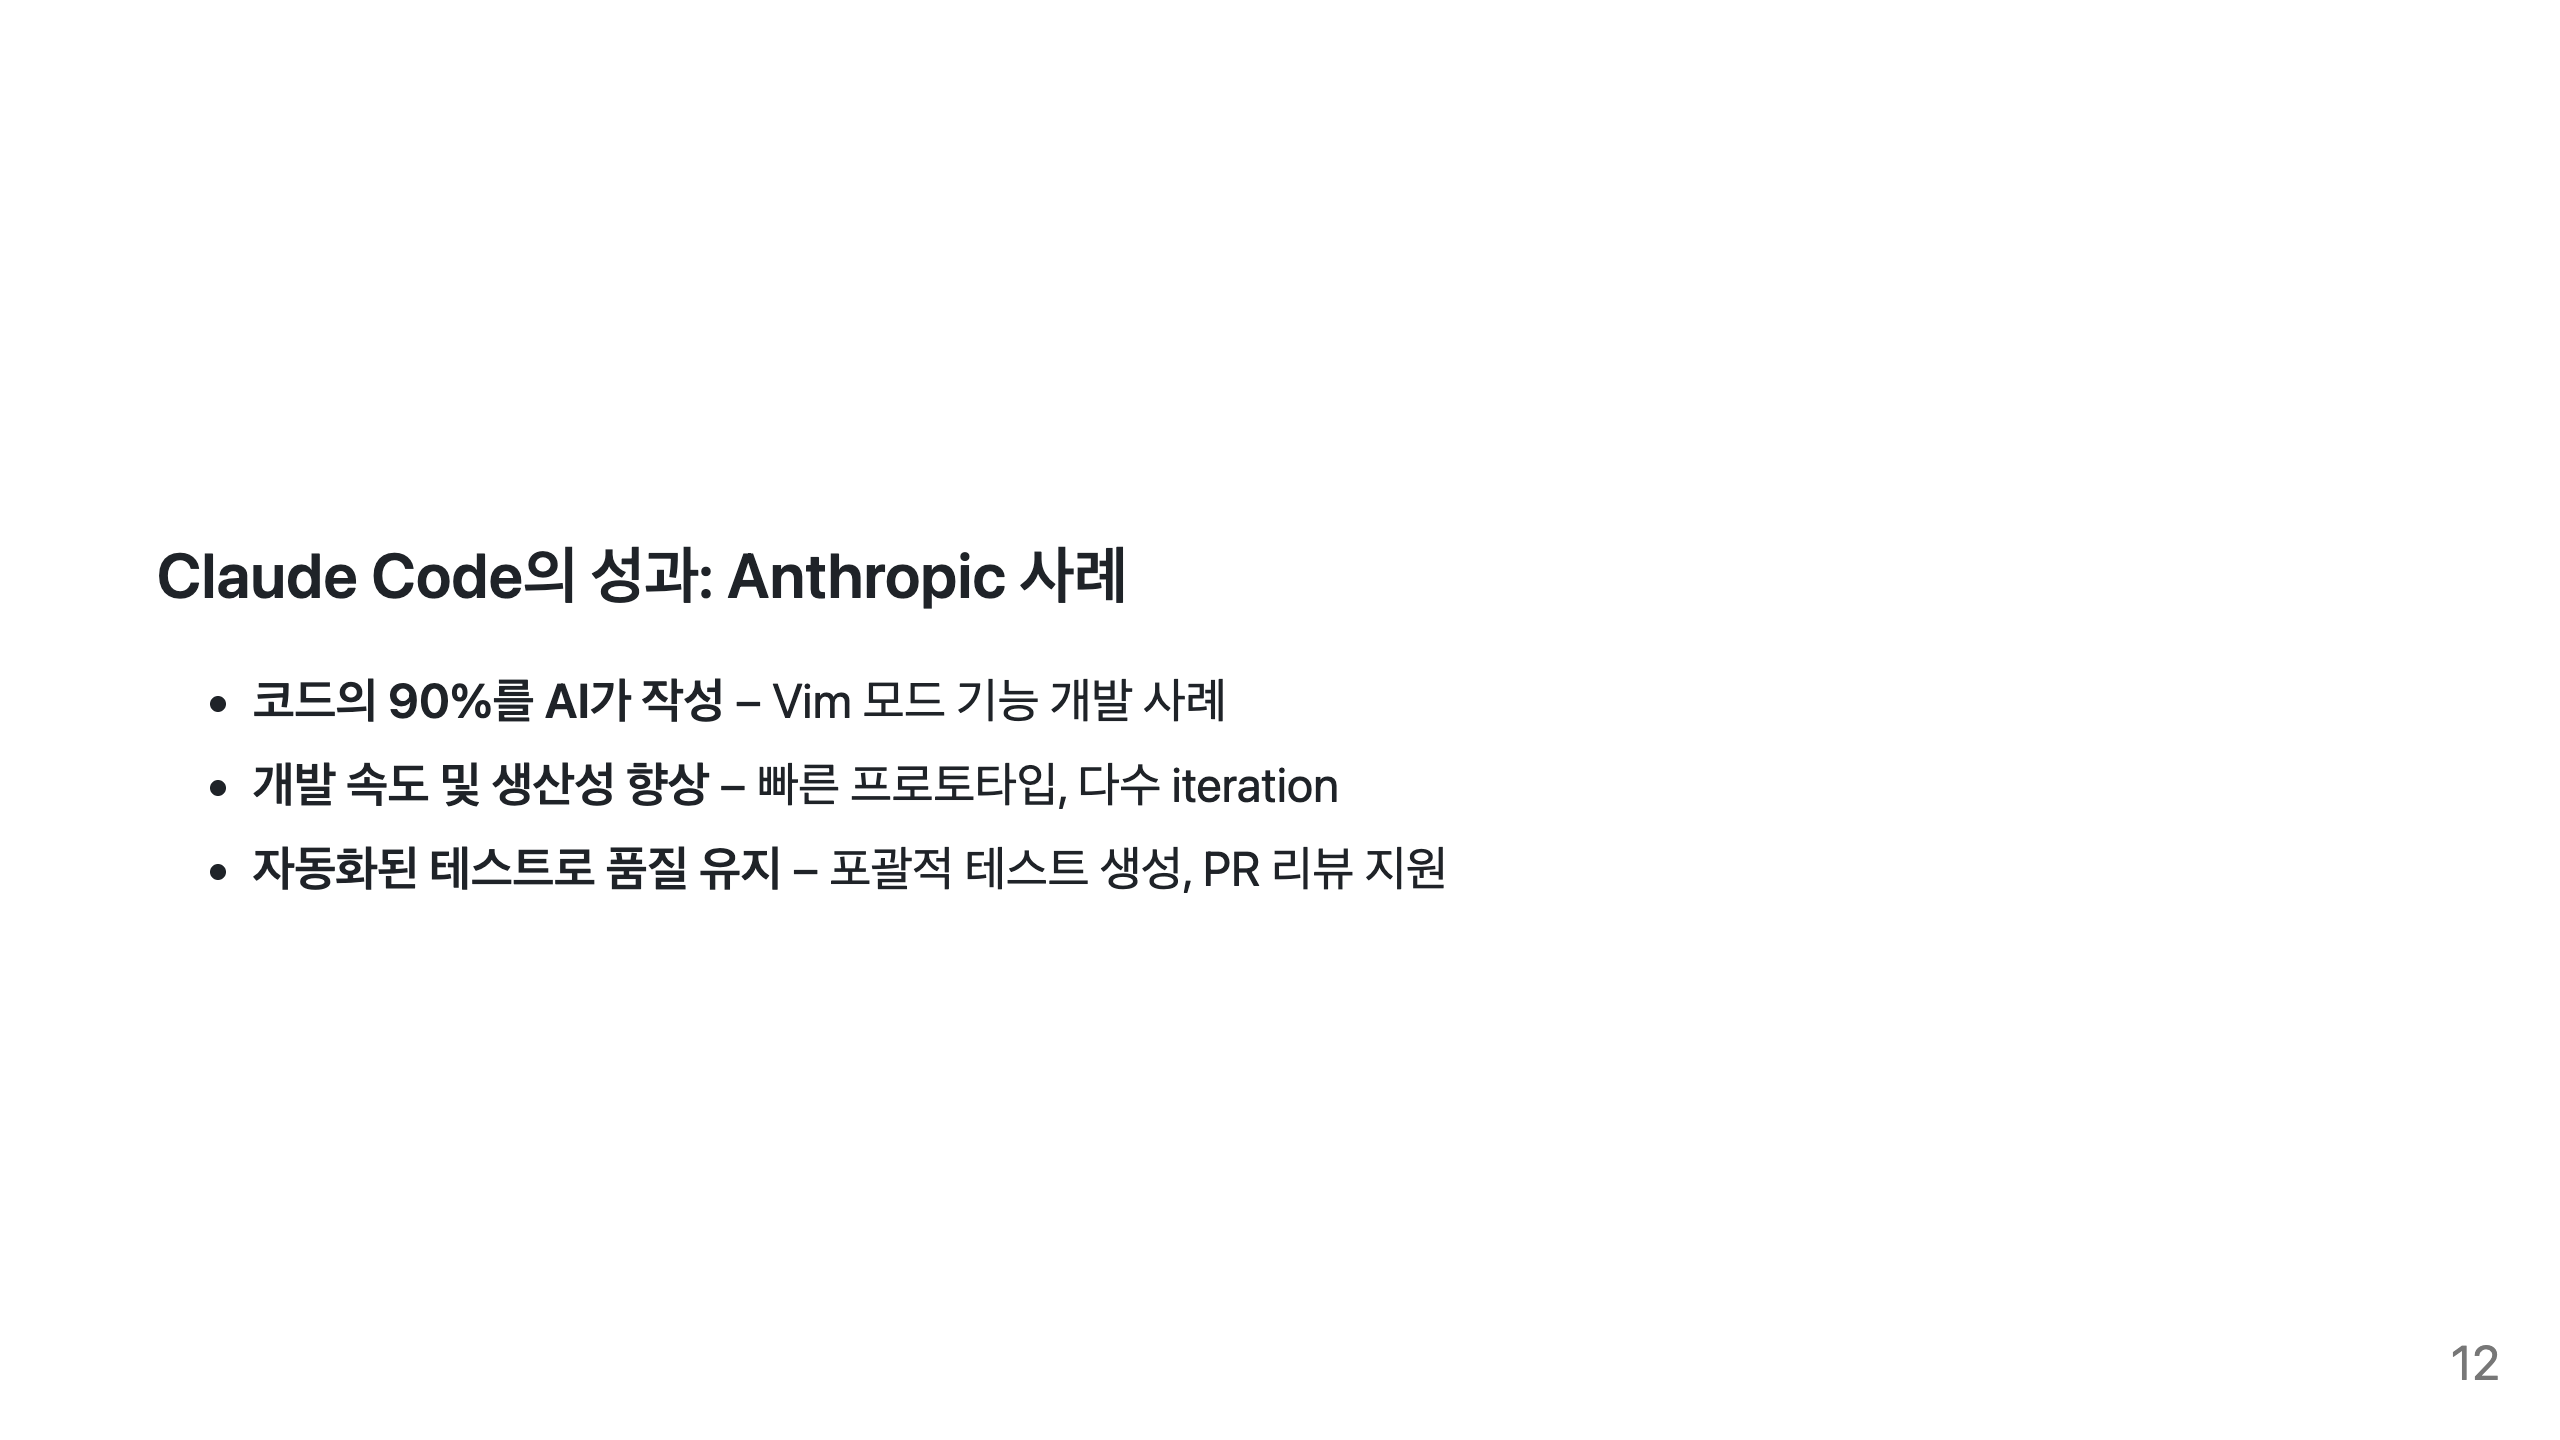 Claude Code의 성과: Anthropic 사례
• 코드의 90%를 AI가 작성 – Vim 모드 기능 개발 사례
• 개발 속도 및 생산성 향상 – 빠른 프로토타입, 다수 iteration
• 자동화된 테스트로 품질 유지 – 포괄적 테스트 생성, PR 리뷰 지원
12